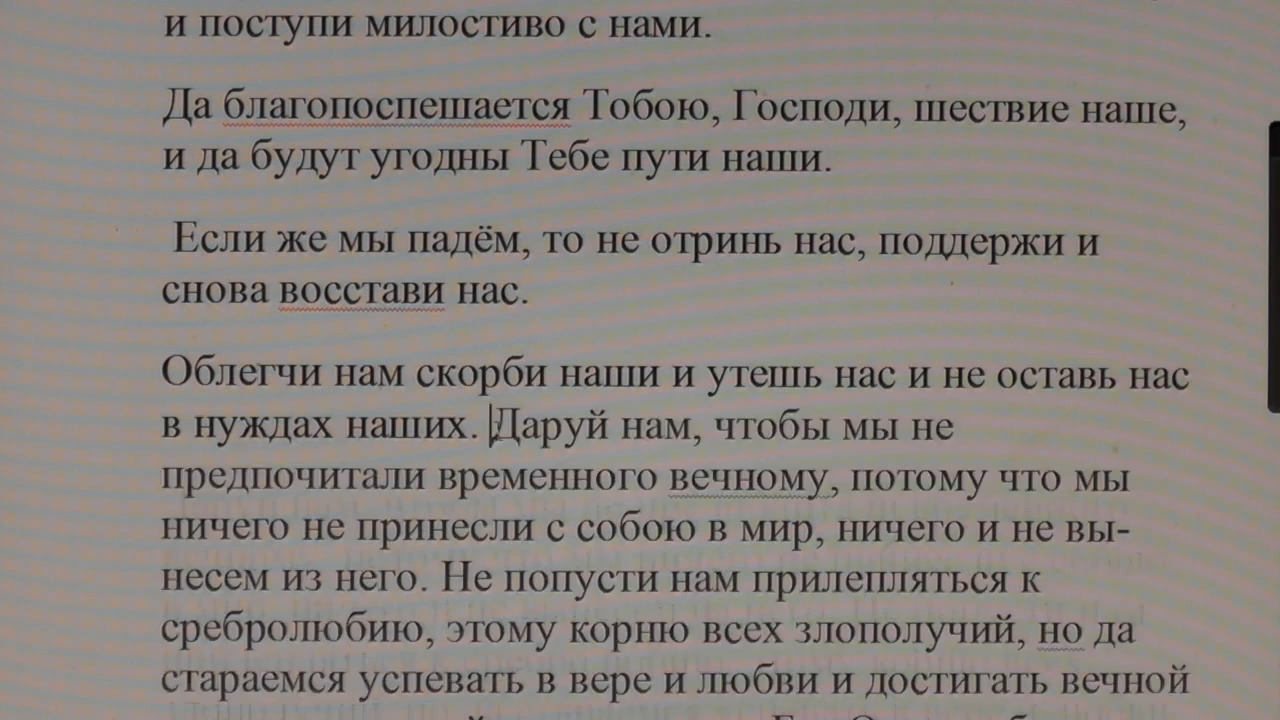 и поступи милостиво с нами.
Да благопоспешается Тобою, Господи, шествие наше,
и да будут угодны Тебе пути наши.
Если же мы падём, то не отринь нас, поддержи и
снова восстави нас.
Облегчи нам скорби наши и утешь нас и не оставь нас
в нуждах наших. Даруй нам, чтобы мы не
предпочитали временного вечному, потому что мы
ничего не принесли с собою в мир, ничего и не вы-
несем из него. Не попусти нам прилепляться к
сребролюбию, этому корню всех злополучий, но да
стараемся успевать в вере и любви и достигать вечной